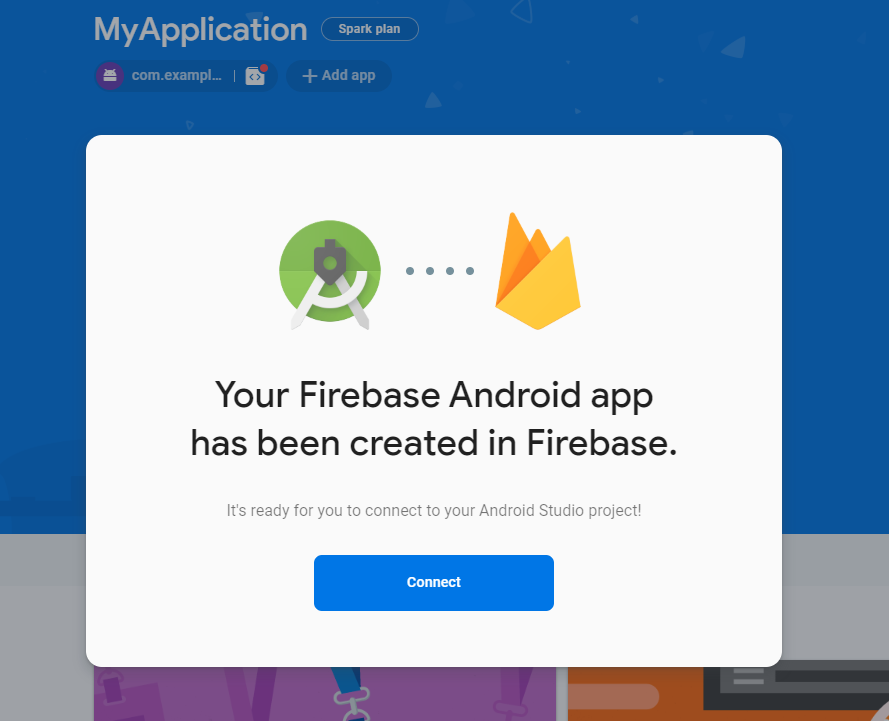 MyApplication
Spark plan
com.exampl...
Add app
Your Firebase Android app
has been created in Firebase.
It's ready for you to connect to your Android Studio project!
Connect